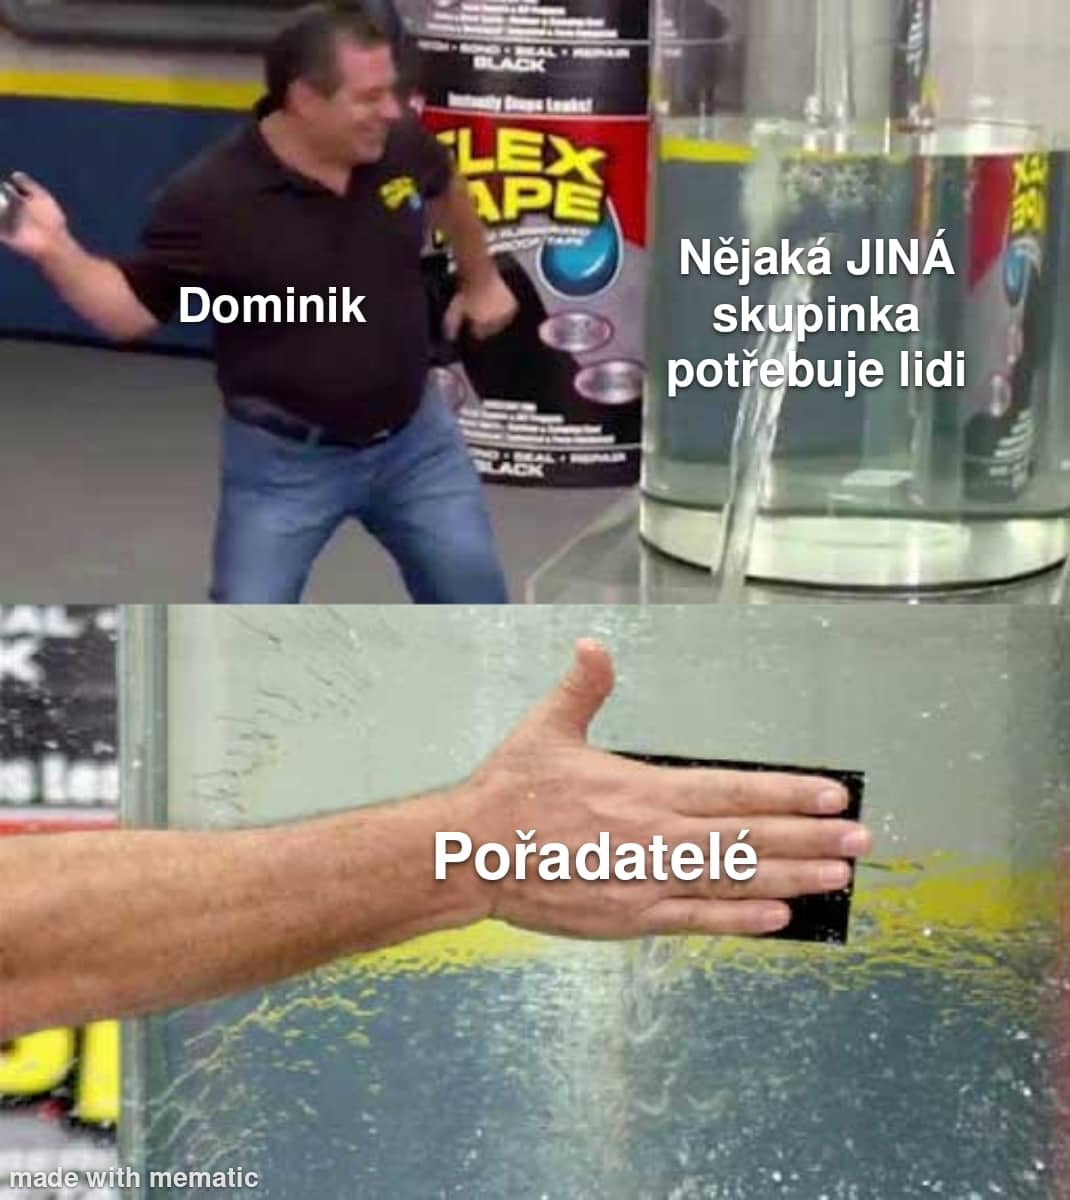 BLACK
Instantly Stops Leaks!
FLEX
TAPE
Dominik
Nějaká JINÁ
skupinka
potřebuje lidi
BLACK
Pořadatelé
made with mematic